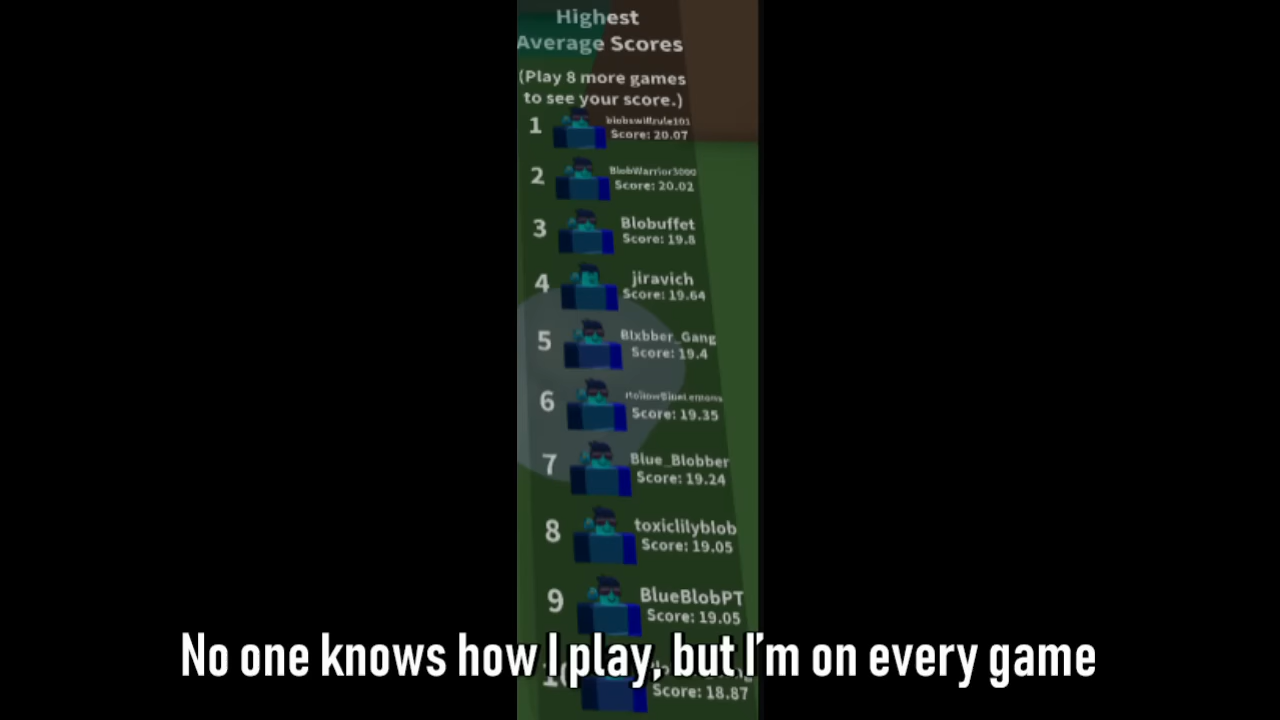 Highest
Average Scores
(Play 8 more games
to see your score.)
1
blobswillrule101
Score: 20.07
2
BlobWarrior3000
Score: 20.02
3
Blobuffet
Score: 19.8
4
jiravich
Score: 19.64
5
Blxbber_Gang
Score: 19.4
6
Score: 19.35
7
Blue_Blobber
Score: 19.24
8
toxiclilyblob
Score: 19.05
9
BlueBlobPT
Score: 19.05
No one knows how I play, but I'm on every game
10
Score: 18.87